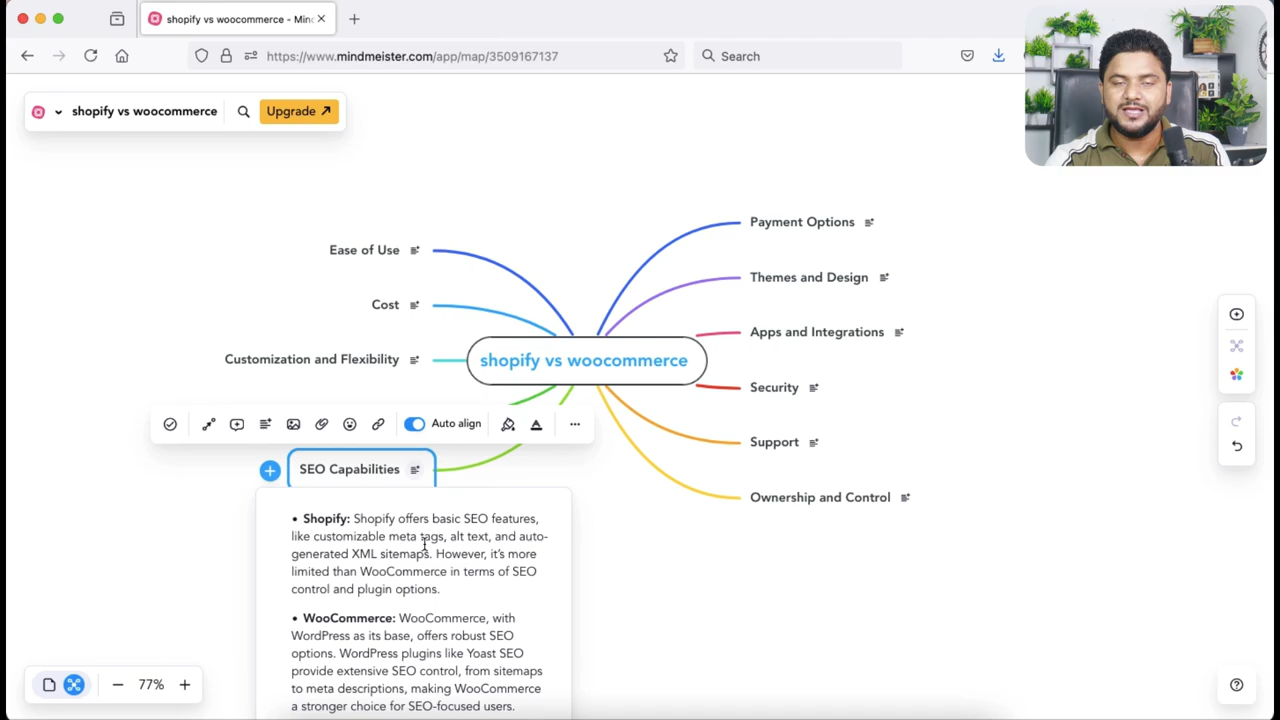 shopify vs woocommerce - Min
https://www.mindmeister.com/app/map/3509167137
Search
shopify vs woocommerce
Upgrade
Ease of Use
Cost
Customization and Flexibility
shopify vs woocommerce
Payment Options
Themes and Design
Apps and Integrations
Security
Support
Ownership and Control
Auto align
SEO Capabilities
• Shopify: Shopify offers basic SEO features,
like customizable meta tags, alt text, and auto-
generated XML sitemaps. However, it's more
limited than WooCommerce in terms of SEO
control and plugin options.
• WooCommerce: WooCommerce, with
WordPress as its base, offers robust SEO
options. WordPress plugins like Yoast SEO
provide extensive SEO control, from sitemaps
to meta descriptions, making WooCommerce
a stronger choice for SEO-focused users.
77%